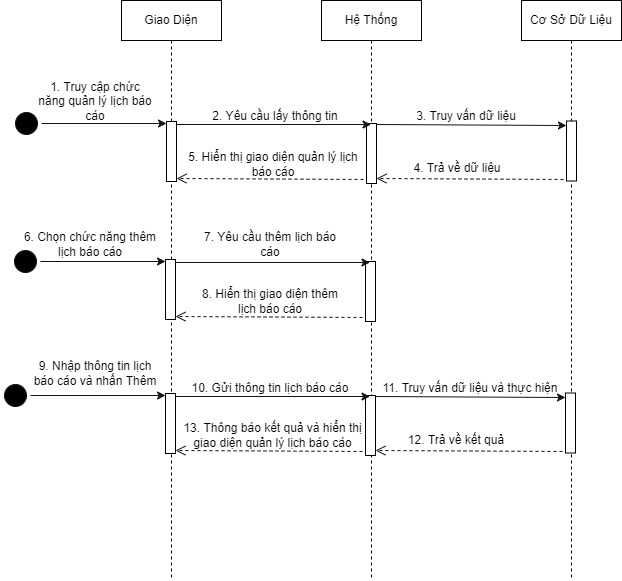 Giao Diện
Hệ Thống
Cơ Sở Dữ Liệu
1. Truy cập chức
năng quản lý lịch báo
cáo
2. Yêu cầu lấy thông tin
3. Truy vấn dữ liệu
5. Hiển thị giao diện quản lý lịch
báo cáo
4. Trả về dữ liệu
6. Chọn chức năng thêm
lịch báo cáo
7. Yêu cầu thêm lịch báo
cáo
8. Hiển thị giao diện thêm
lịch báo cáo
9. Nhập thông tin lịch
báo cáo và nhấn Thêm
10. Gửi thông tin lịch báo cáo
11. Truy vấn dữ liệu và thực hiện
13. Thông báo kết quả và hiển thị
giao diện quản lý lịch báo cáo
12. Trả về kết quả